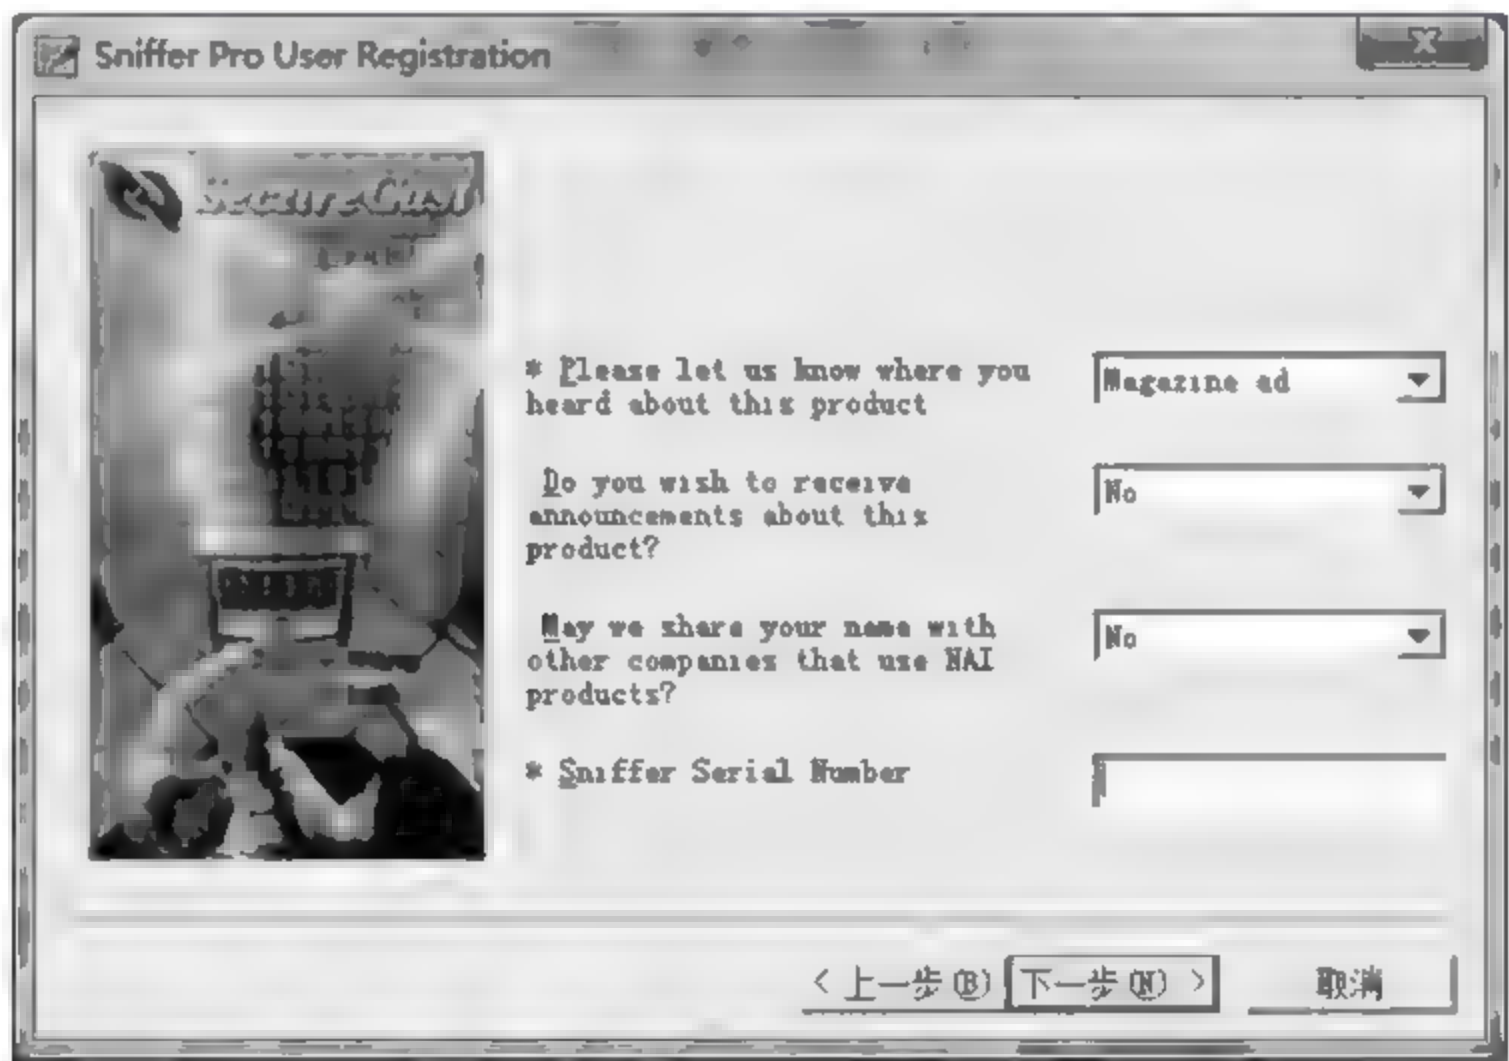 Sniffer Pro User Registration
X
SecureCast
* Please let us know where you
heard about this product
Magazine ad
Do you wish to receive
announcements about this
product?
No
May we share your name with
other companies that use NAI
products?
No
* Sniffer Serial Number
< 上一步(B)
下一步(N) >
取消